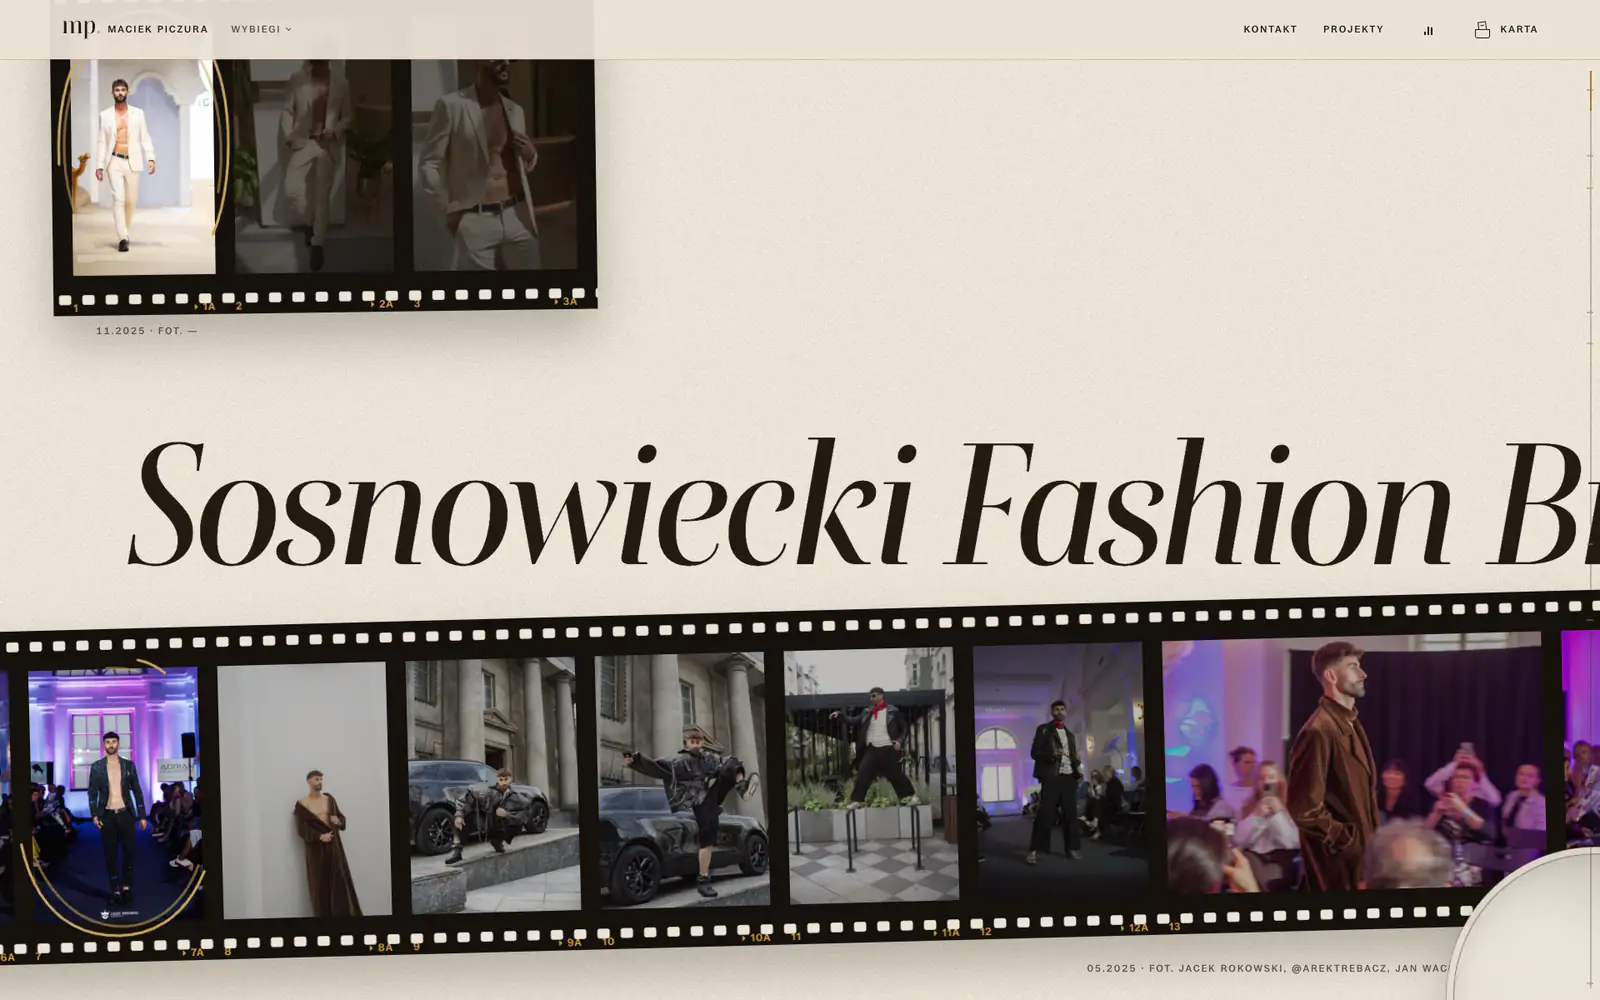 mp. MACIEK PICZURA WYBIEGI KONTAKT PROJEKTY KARTA
1 1A 2 2A 3 3A
11.2025 · FOT. —
Sosnowiecki Fashion B
6A 7 7A 8 8A 9 9A 10 10A 11 11A 12 12A 13
05.2025 · FOT. JACEK ROKOWSKI, @AREKTREBACZ, JAN WAC